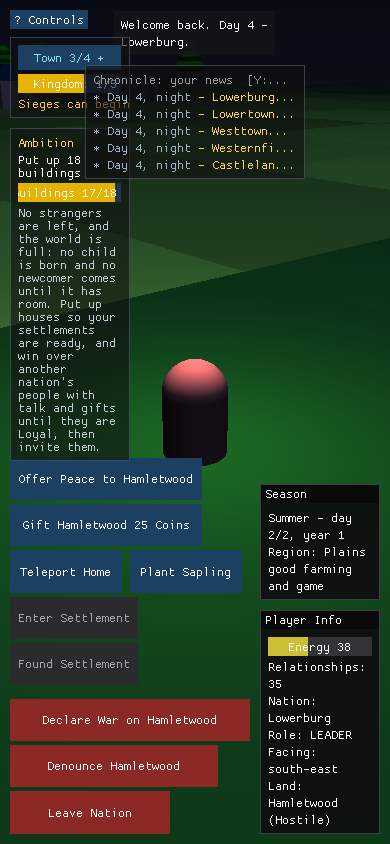 ? Controls
Welcome back. Day 4 –
Lowerburg.
Town 3/4 +
Kingdom
Sieges can begin
Chronicle: your news [Y:...
* Day 4, night – Lowerburg...
* Day 4, night – Lowertown...
* Day 4, night – Westtown...
* Day 4, night – Westernfi...
* Day 4, night – Castlelan...
Ambition
Put up 18
buildings
uildings 17/18
No strangers
are left, and
the world is
full: no child
is born and no
newcomer comes
until it has
room. Put up
houses so your
settlements
are ready, and
win over
another
nation's
people with
talk and gifts
until they are
Loyal, then
invite them.
Offer Peace to Hamletwood
Gift Hamletwood 25 Coins
Teleport Home
Plant Sapling
Enter Settlement
Found Settlement
Declare War on Hamletwood
Denounce Hamletwood
Leave Nation
Season
Summer – day
2/2, year 1
Region: Plains
good farming
and game
Player Info
Energy 38
Relationships:
35
Nation:
Lowerburg
Role: LEADER
Facing:
south-east
Land:
Hamletwood
(Hostile)